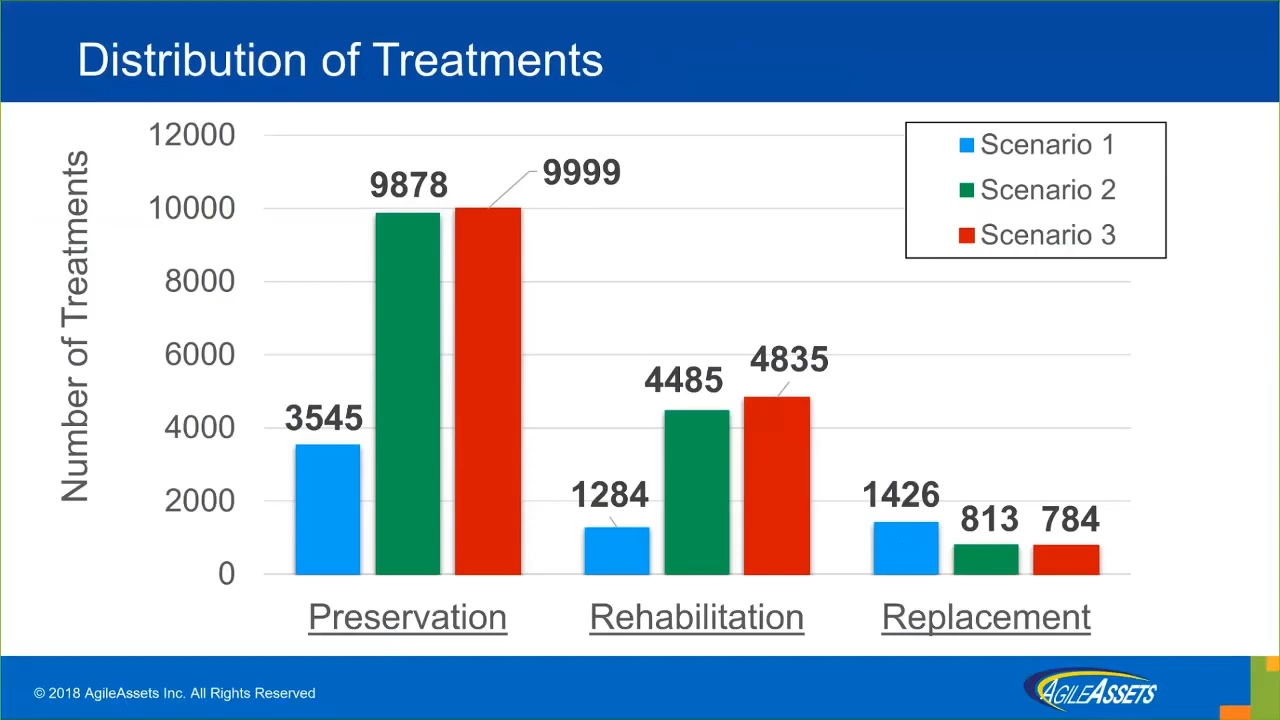 Distribution of Treatments
Number of Treatments
12000
10000
8000
6000
4000
2000
0
Scenario 1
Scenario 2
Scenario 3
3545
9878
9999
1284
4485
4835
1426
813
784
Preservation
Rehabilitation
Replacement
© 2018 AgileAssets Inc. All Rights Reserved
AGILEASSETS